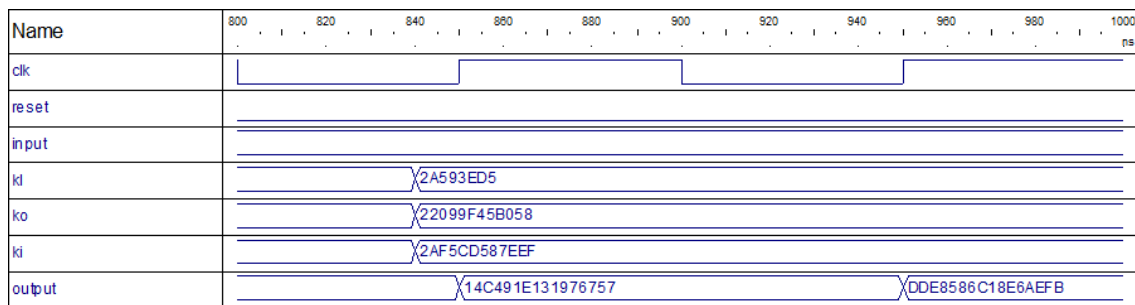 Name 800 820 840 860 880 900 920 940 960 980 1000
ns
clk
reset
input
kl 2A593ED5
ko 22099F45B058
ki 2AF5CD587EEF
output 14C491E131976757 DDE8586C18E6AEFB